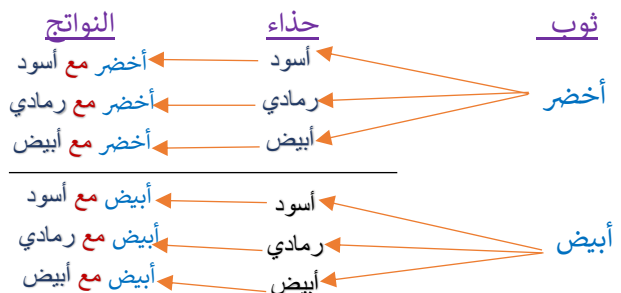 ثوب حذاء النواتج
أسود أخضر مع أسود
أخضر رمادي أخضر مع رمادي
أبيض أخضر مع أبيض
أسود أبيض مع أسود
أبيض رمادي أبيض مع رمادي
أبيض أبيض مع أبيض